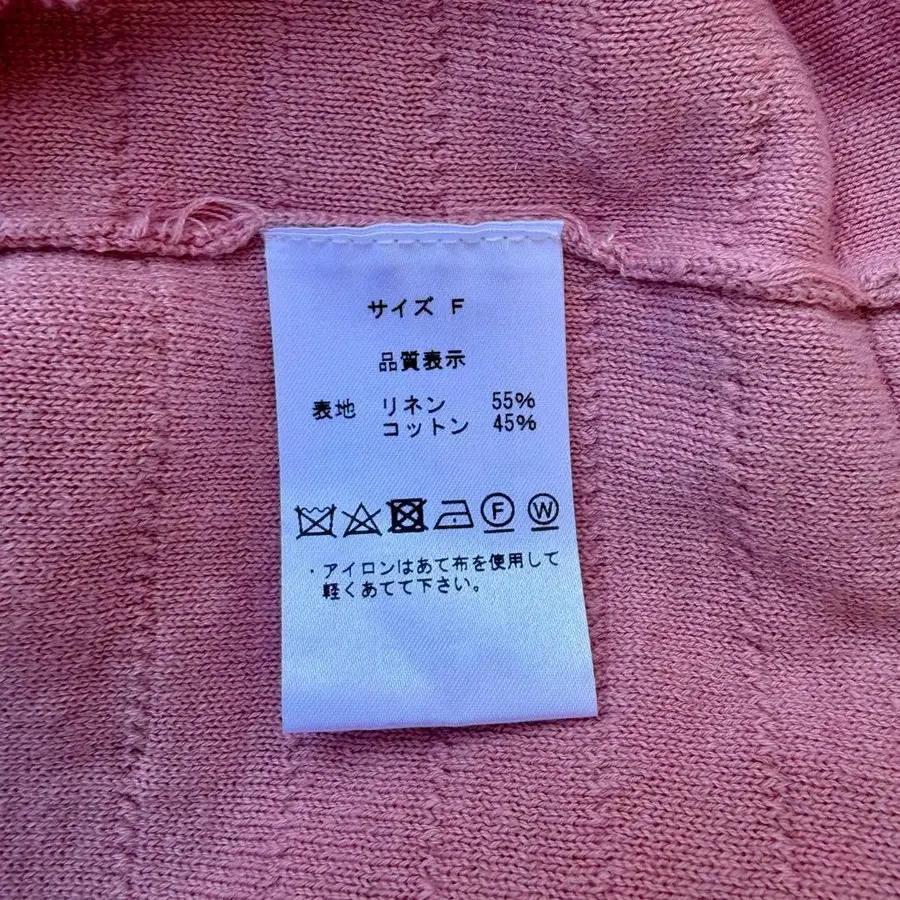 サイズ F
品質表示
表地 リネン 55%
コットン 45%
F W
・アイロンはあて布を使用して
軽くあてて下さい。